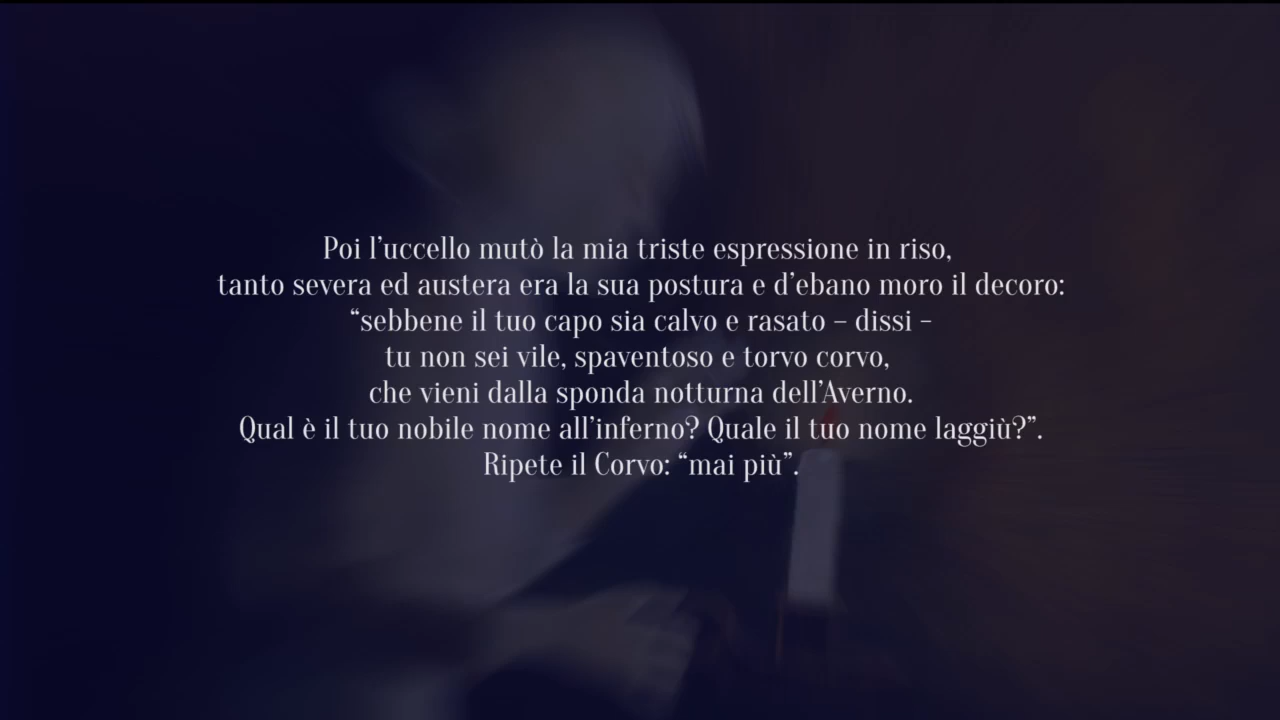 Poi l’uccello mutò la mia triste espressione in riso,
tanto severa ed austera era la sua postura e d’ebano moro il decoro:
“sebbene il tuo capo sia calvo e rasato – dissi –
tu non sei vile, spaventoso e torvo corvo,
che vieni dalla sponda notturna dell’Averno.
Qual è il tuo nobile nome all’inferno? Quale il tuo nome laggiù?”.
Ripete il Corvo: “mai più”.